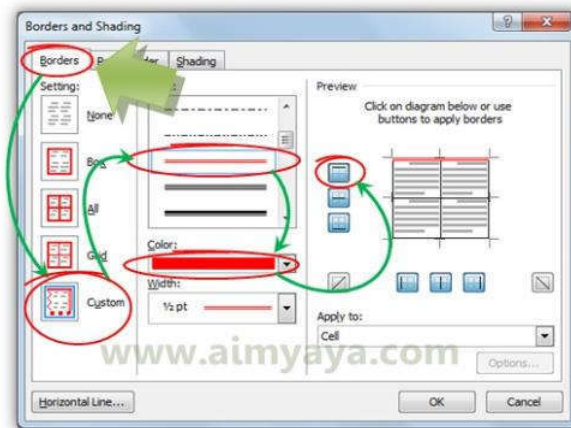 Borders and Shading
Borders
Shading
Setting:
None
Box
All
Grid
Custom
Color:
Width:
½ pt
Preview
Click on diagram below or use
buttons to apply borders
Apply to:
Cell
Options...
www.aimyaya.com
Horizontal Line...
OK
Cancel